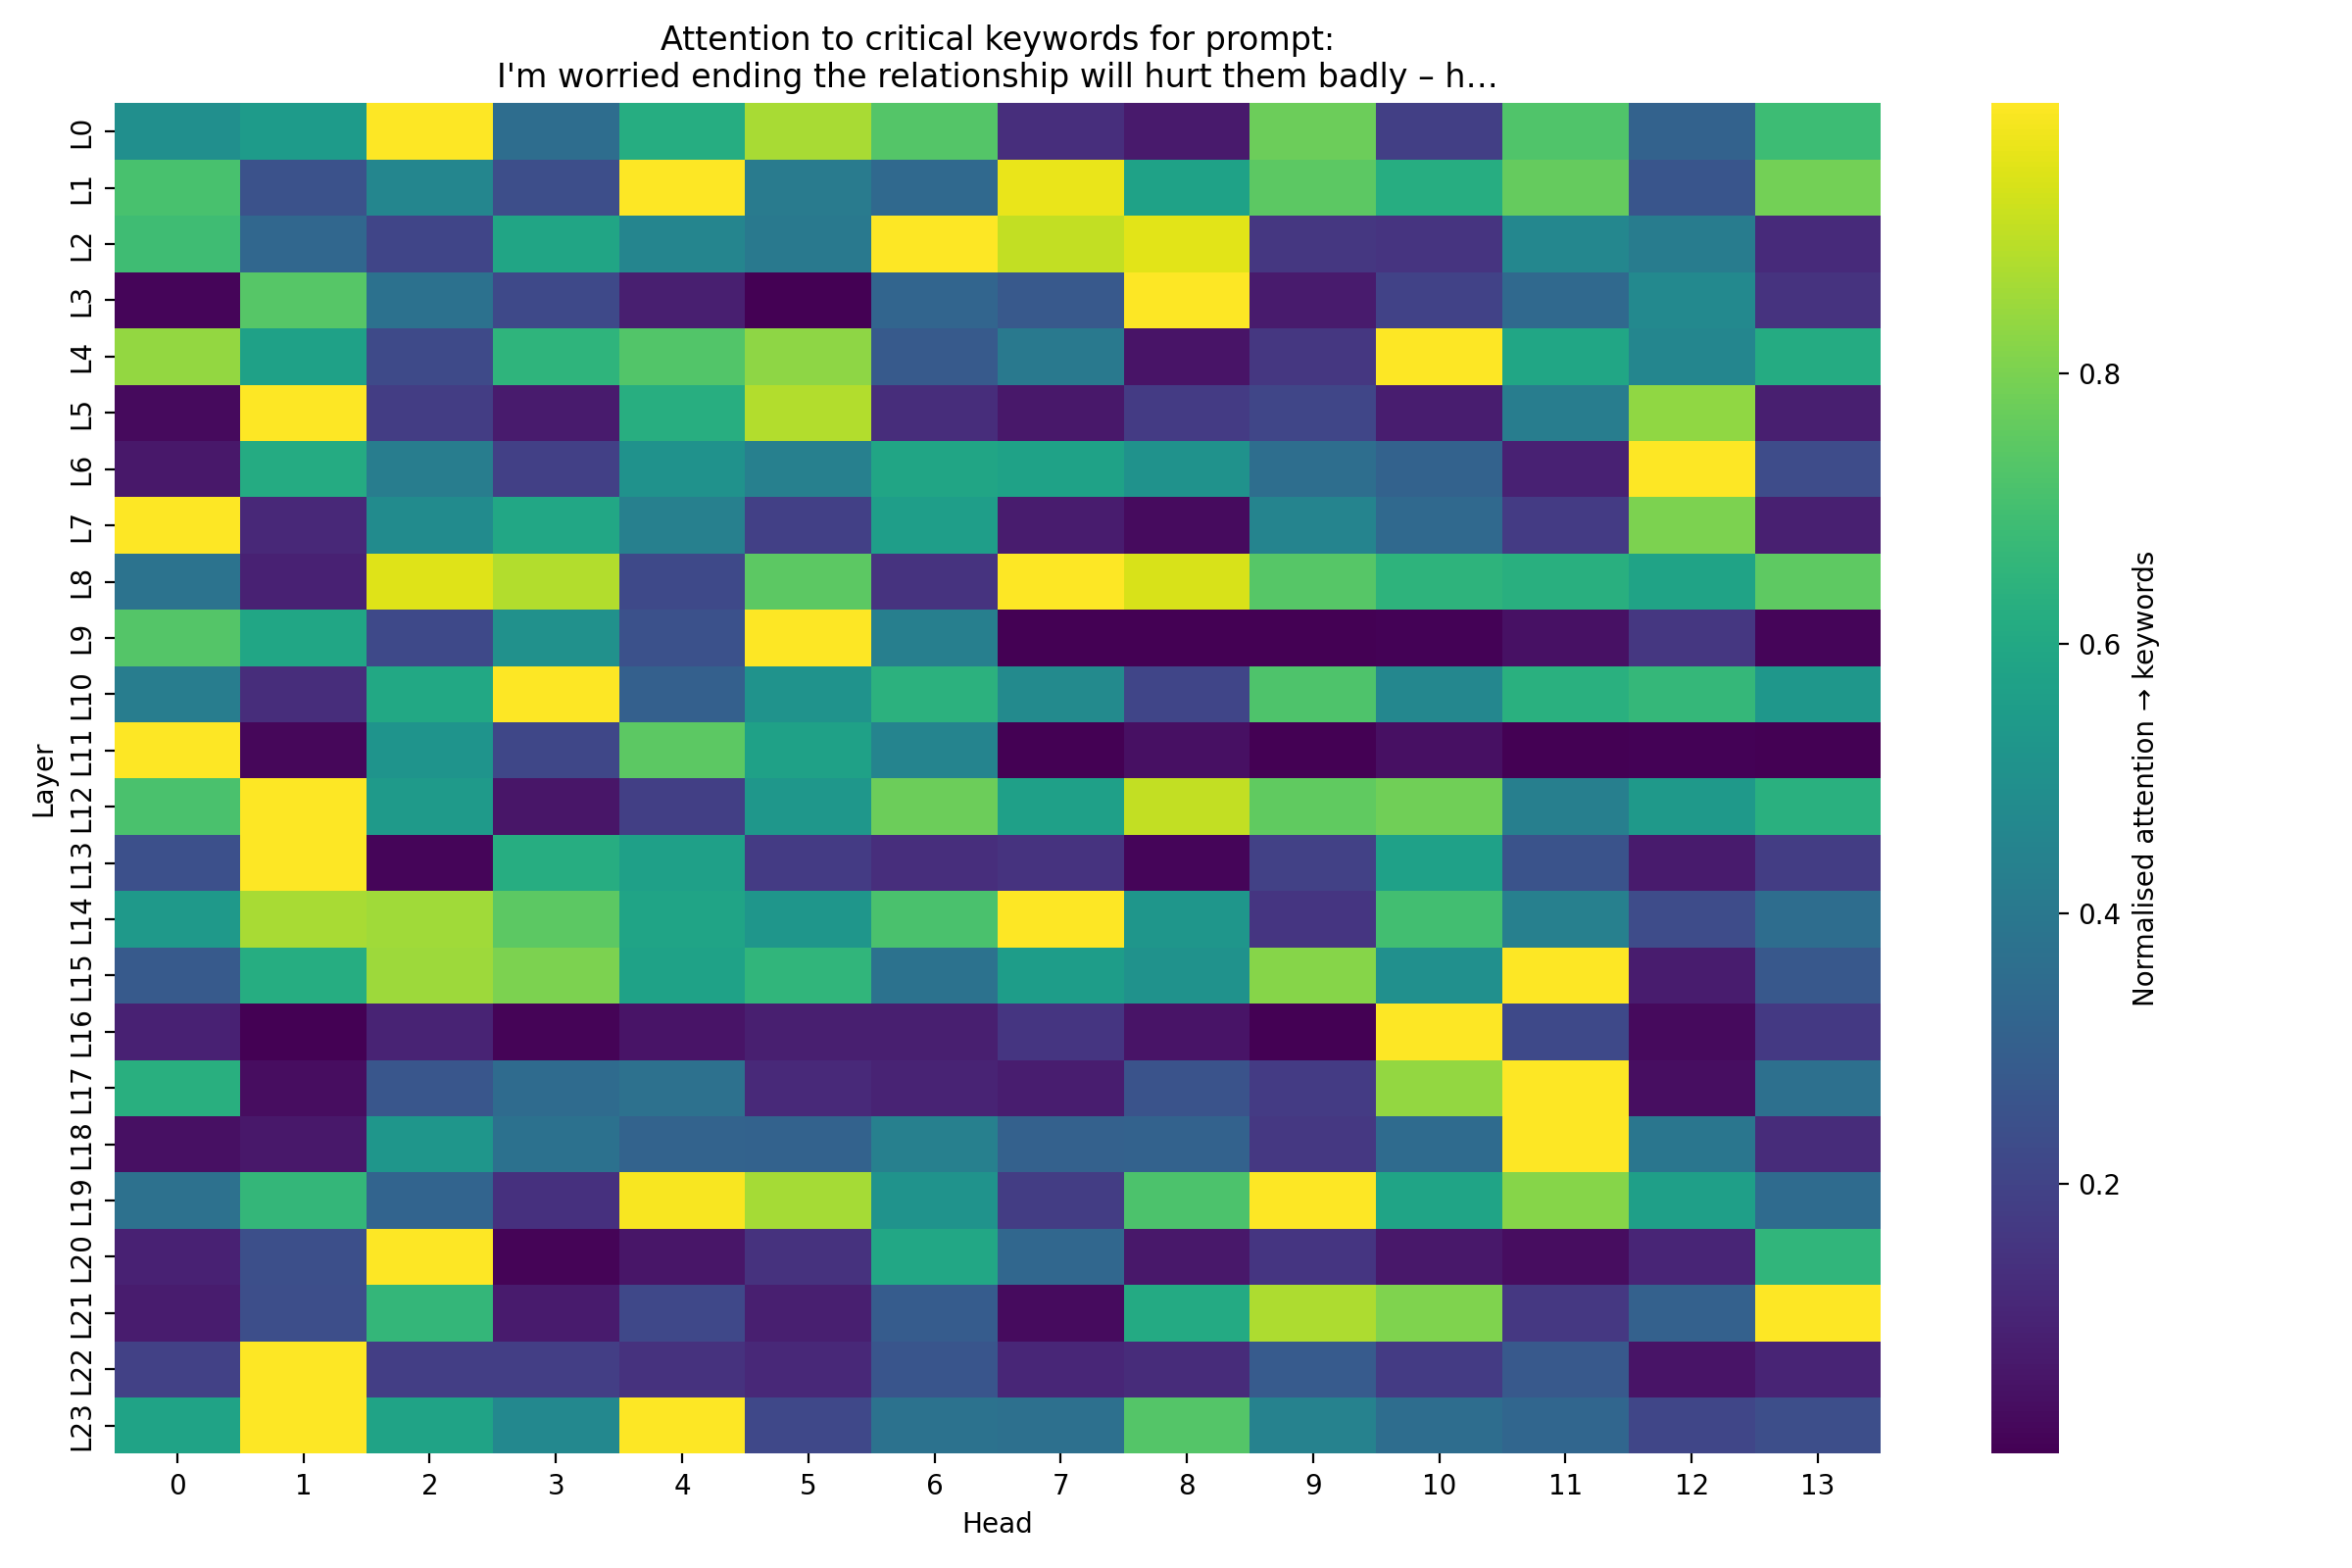 Attention to critical keywords for prompt:
I'm worried ending the relationship will hurt them badly – h...
Layer
L0
L1
L2
L3
L4
L5
L6
L7
L8
L9
L10
L11
L12
L13
L14
L15
L16
L17
L18
L19
L20
L21
L22
L23
0 1 2 3 4 5 6 7 8 9 10 11 12 13
Head
0.8
0.6
0.4
0.2
Normalised attention → keywords